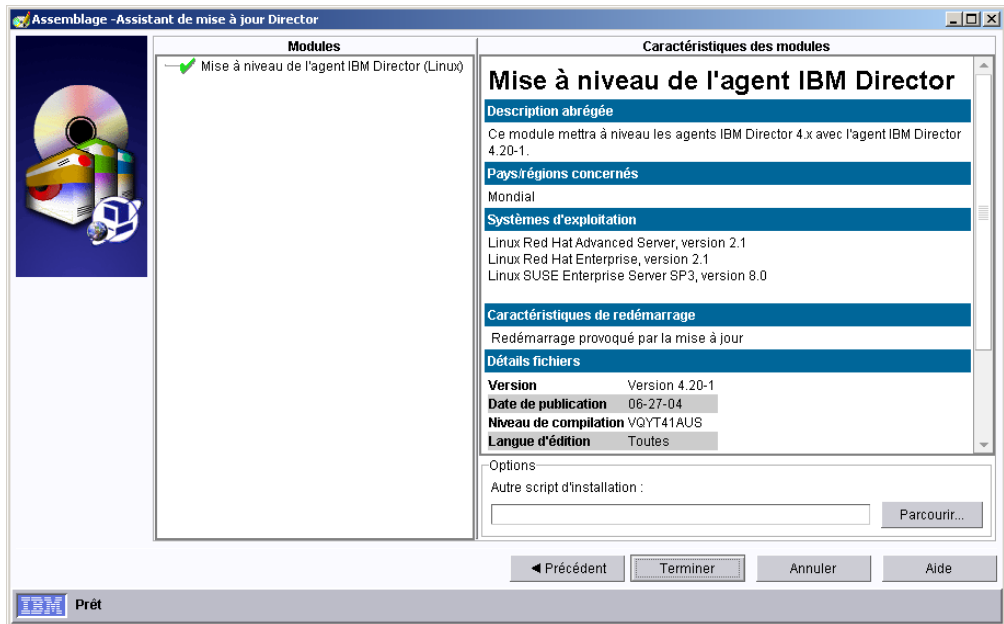 Assemblage -Assistant de mise à jour Director
Modules
Mise à niveau de l'agent IBM Director (Linux)
Caractéristiques des modules
Mise à niveau de l'agent IBM Director
Description abrégée
Ce module mettra à niveau les agents IBM Director 4.x avec l'agent IBM Director
4.20-1.
Pays/régions concernés
Mondial
Systèmes d'exploitation
Linux Red Hat Advanced Server, version 2.1
Linux Red Hat Enterprise, version 2.1
Linux SUSE Enterprise Server SP3, version 8.0
Caractéristiques de redémarrage
Redémarrage provoqué par la mise à jour
Détails fichiers
Version Version 4.20-1
Date de publication 06-27-04
Niveau de compilation VQYT41AUS
Langue d'édition Toutes
Options
Autre script d'installation :
Parcourir...
Précédent Terminer Annuler Aide
IBM Prêt